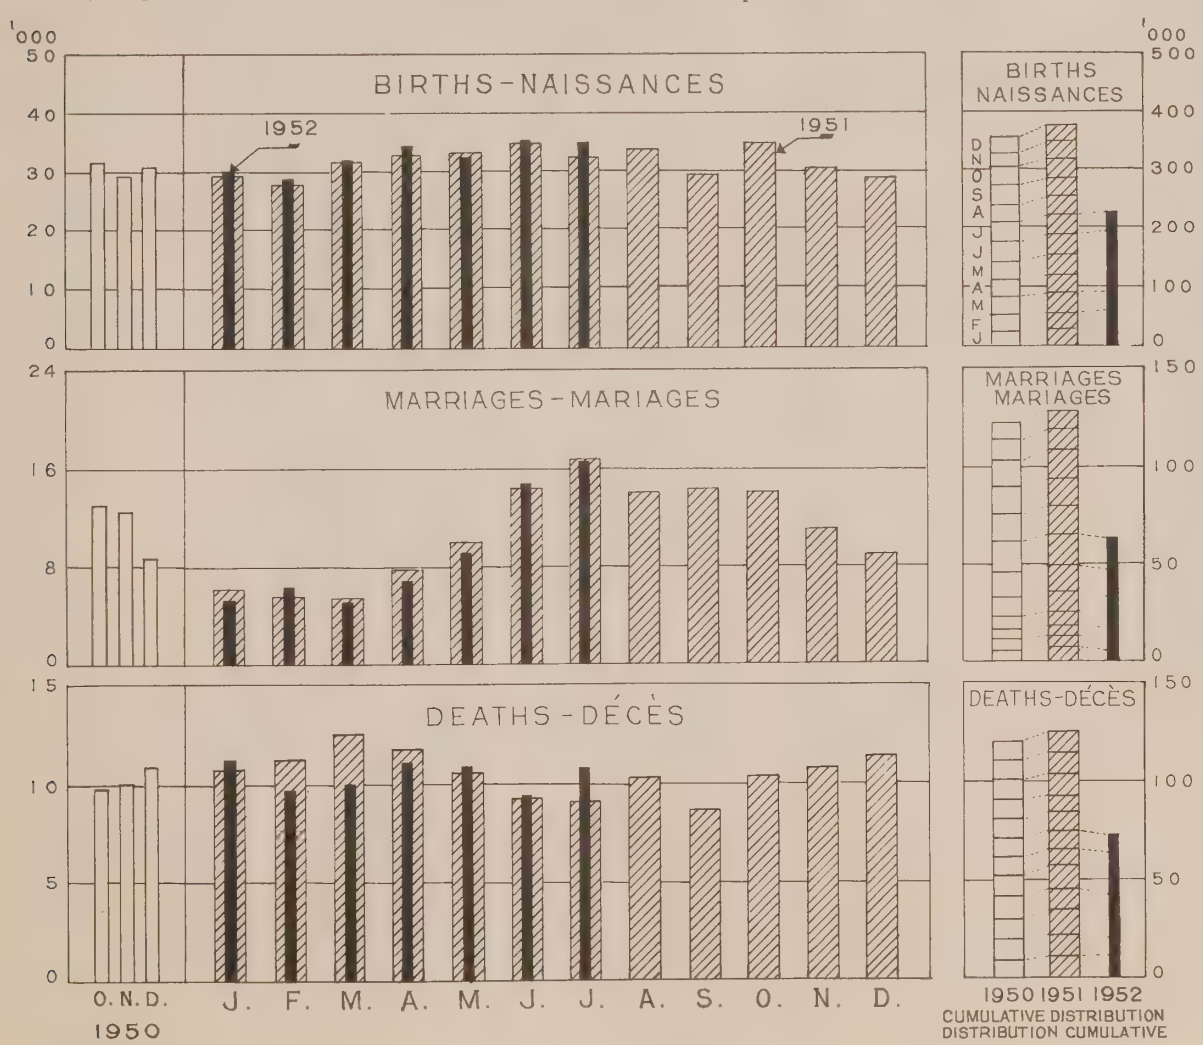 '000
50
40
30
20
10
0
BIRTHS-NAISSANCES
1952
1951
'000
500
400
300
200
100
0
BIRTHS
NAISSANCES
D
N
O
S
A
J
J
M
A
M
F
J
24
16
8
0
MARRIAGES-MARIAGES
150
100
50
0
MARRIAGES
MARIAGES
15
10
5
0
DEATHS-DÉCÈS
150
100
50
0
DEATHS-DÉCÈS
O. N. D. J. F. M. A. M. J. J. A. S. O. N. D.
1950
1950 1951 1952
CUMULATIVE DISTRIBUTION
DISTRIBUTION CUMULATIVE